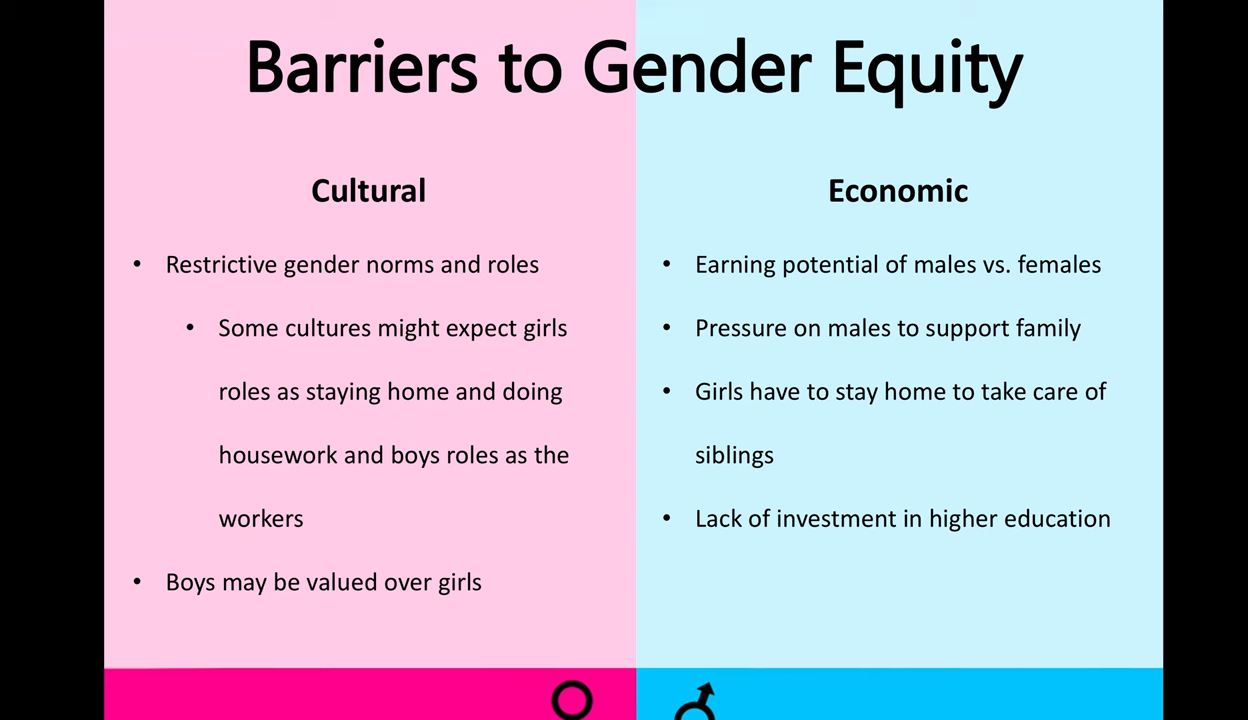 Barriers to Gender Equity
Cultural
• Restrictive gender norms and roles
• Some cultures might expect girls
roles as staying home and doing
housework and boys roles as the
workers
• Boys may be valued over girls
Economic
• Earning potential of males vs. females
• Pressure on males to support family
• Girls have to stay home to take care of
siblings
• Lack of investment in higher education